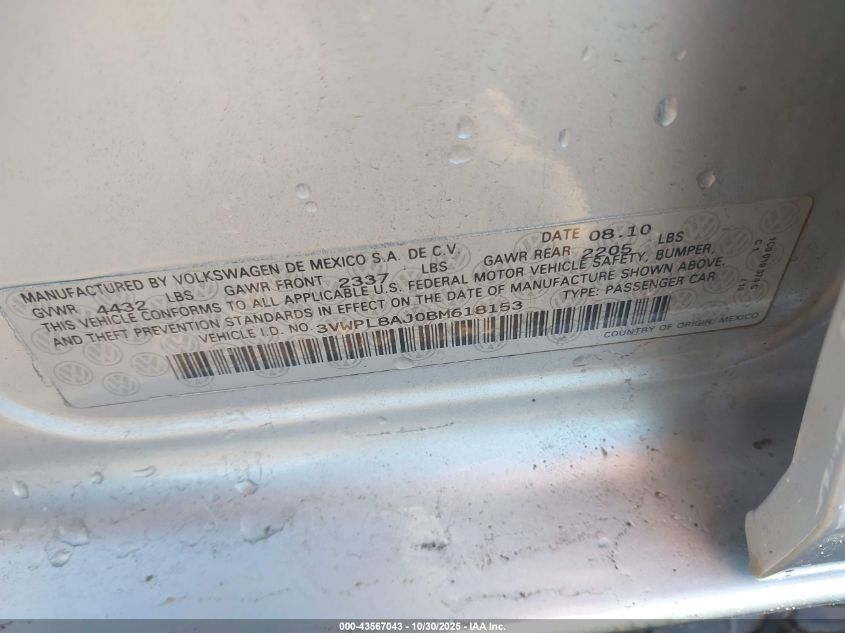 MANUFACTURED BY VOLKSWAGEN DE MEXICO S.A. DE C.V. DATE 08.10
GVWR 4432 LBS GAWR FRONT 2337 LBS GAWR REAR 2205 LBS
THIS VEHICLE CONFORMS TO ALL APPLICABLE U.S. FEDERAL MOTOR VEHICLE SAFETY, BUMPER,
AND THEFT PREVENTION STANDARDS IN EFFECT ON THE DATE OF MANUFACTURE SHOWN ABOVE.
VEHICLE I.D. NO. 3VWPL8AJ0BM618153 TYPE: PASSENGER CAR
COUNTRY OF ORIGIN: MEXICO
000-43567043 / 10/30/2025 - IAA Inc.